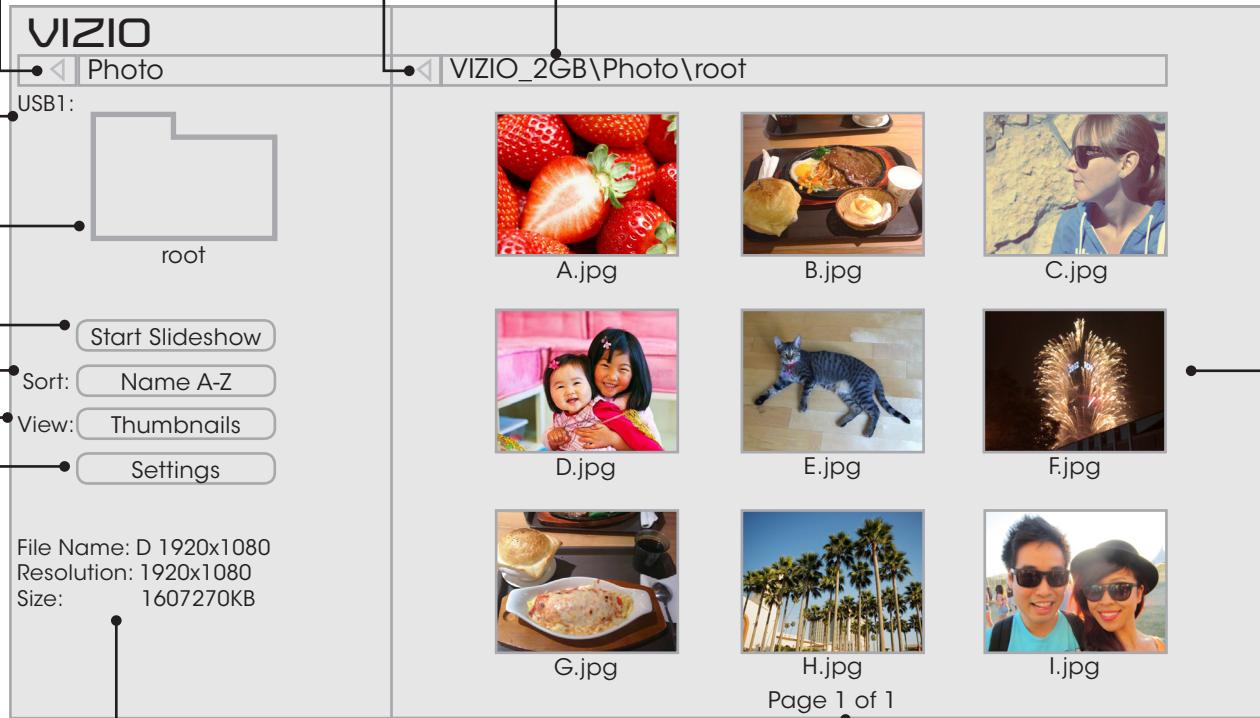 VIZIO
Photo
USB1:
root
Start Slideshow
Sort: Name A-Z
View: Thumbnails
Settings
File Name: D 1920x1080
Resolution: 1920x1080
Size: 1607270KB
VIZIO_2GB\Photo\root
A.jpg
B.jpg
C.jpg
D.jpg
E.jpg
F.jpg
G.jpg
H.jpg
I.jpg
Page 1 of 1